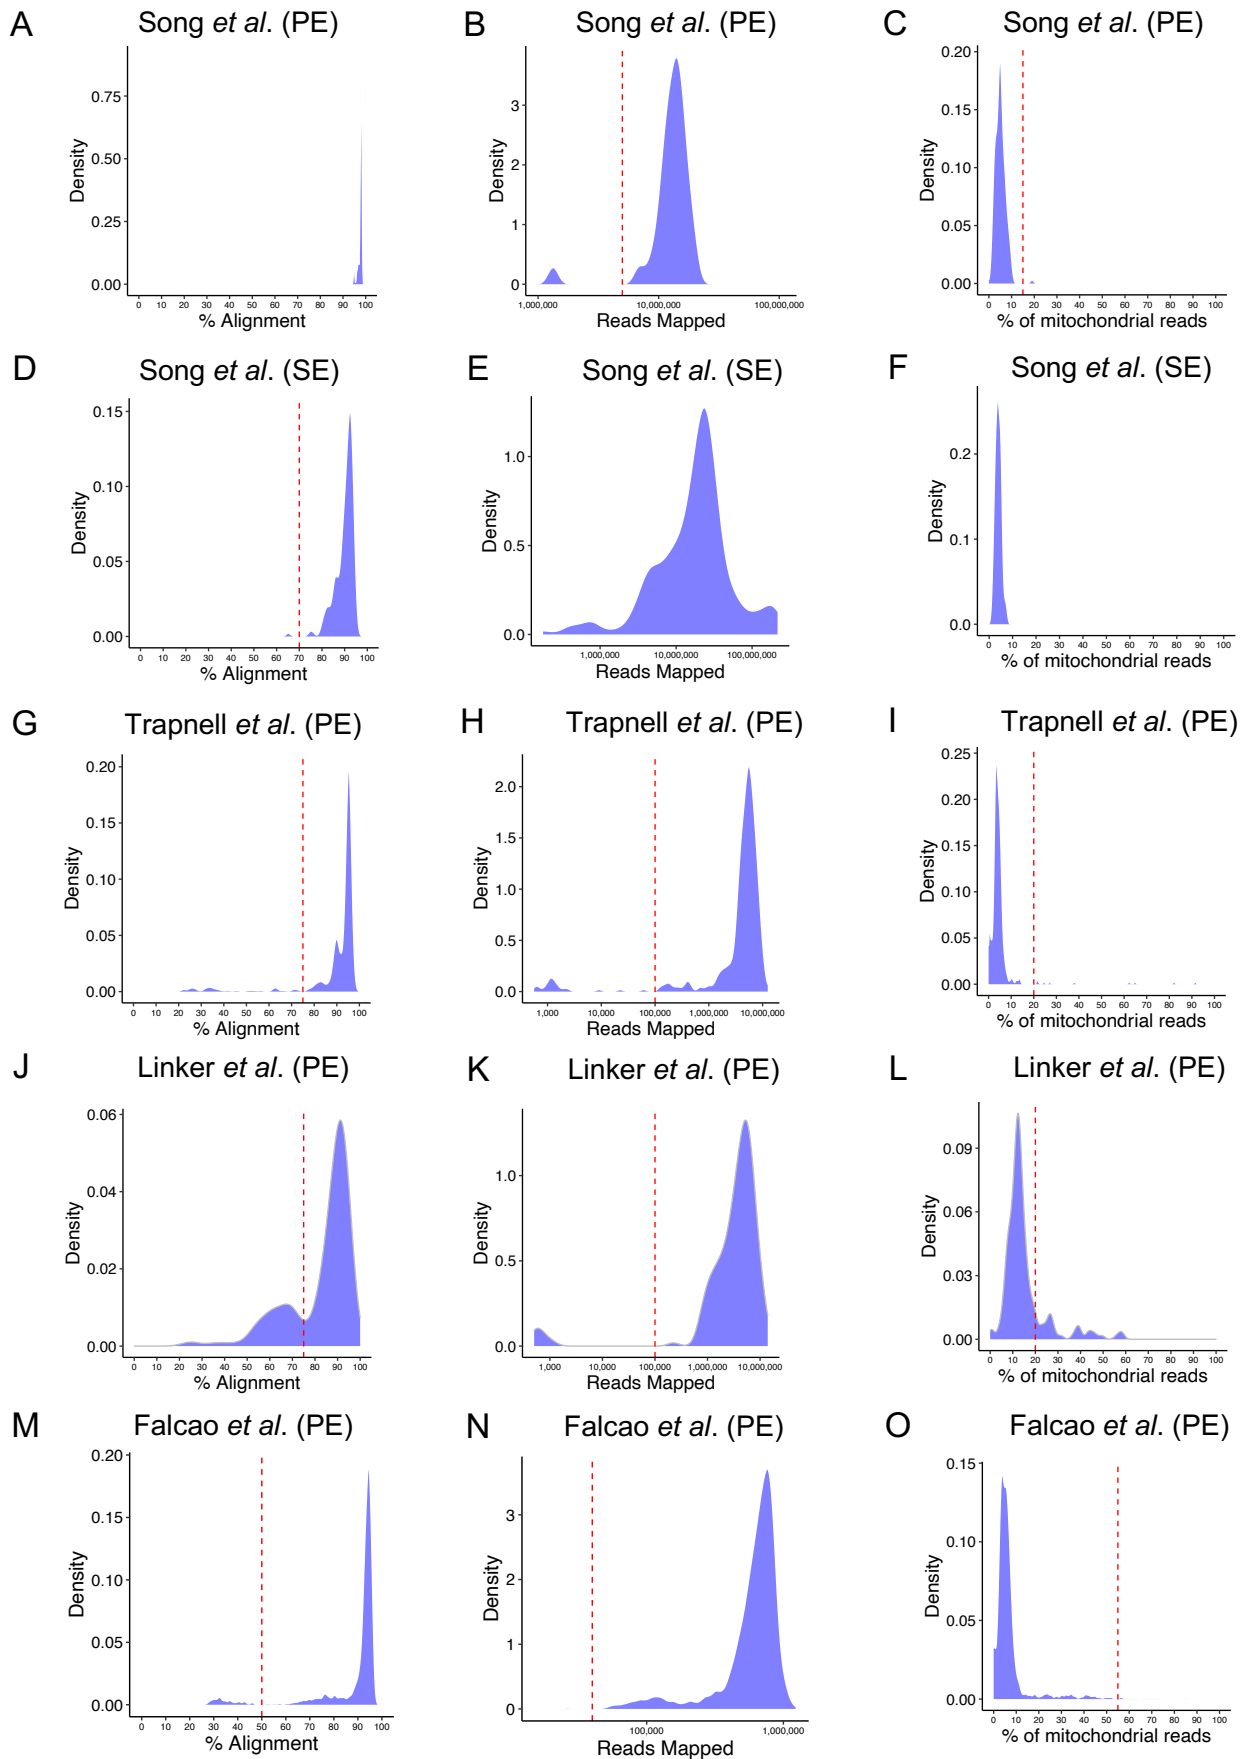 A
Song et al. (PE)
Density
0.75
0.50
0.25
0.00
0 10 20 30 40 50 60 70 80 90 100
% Alignment
B
Song et al. (PE)
Density
3
2
1
0
1,000,000 10,000,000 100,000,000
Reads Mapped
C
Song et al. (PE)
Density
0.20
0.15
0.10
0.05
0.00
0 10 20 30 40 50 60 70 80 90 100
% of mitochondrial reads
D
Song et al. (SE)
Density
0.15
0.10
0.05
0.00
0 10 20 30 40 50 60 70 80 90 100
% Alignment
E
Song et al. (SE)
Density
1.0
0.5
0.0
1,000,000 10,000,000 100,000,000
Reads Mapped
F
Song et al. (SE)
Density
0.2
0.1
0.0
0 10 20 30 40 50 60 70 80 90 100
% of mitochondrial reads
G
Trapnell et al. (PE)
Density
0.20
0.15
0.10
0.05
0.00
0 10 20 30 40 50 60 70 80 90 100
% Alignment
H
Trapnell et al. (PE)
Density
2.0
1.5
1.0
0.5
0.0
1,000 10,000 100,000 1,000,000 10,000,000
Reads Mapped
I
Trapnell et al. (PE)
Density
0.25
0.20
0.15
0.10
0.05
0.00
0 10 20 30 40 50 60 70 80 90 100
% of mitochondrial reads
J
Linker et al. (PE)
Density
0.06
0.04
0.02
0.00
0 10 20 30 40 50 60 70 80 90 100
% Alignment
K
Linker et al. (PE)
Density
1.0
0.5
0.0
1,000 10,000 100,000 1,000,000 10,000,000
Reads Mapped
L
Linker et al. (PE)
Density
0.09
0.06
0.03
0.00
0 10 20 30 40 50 60 70 80 90 100
% of mitochondrial reads
M
Falcao et al. (PE)
Density
0.20
0.15
0.10
0.05
0.00
0 10 20 30 40 50 60 70 80 90 100
% Alignment
N
Falcao et al. (PE)
Density
3
2
1
0
100,000 1,000,000
Reads Mapped
O
Falcao et al. (PE)
Density
0.15
0.10
0.05
0.00
0 10 20 30 40 50 60 70 80 90 100
% of mitochondrial reads